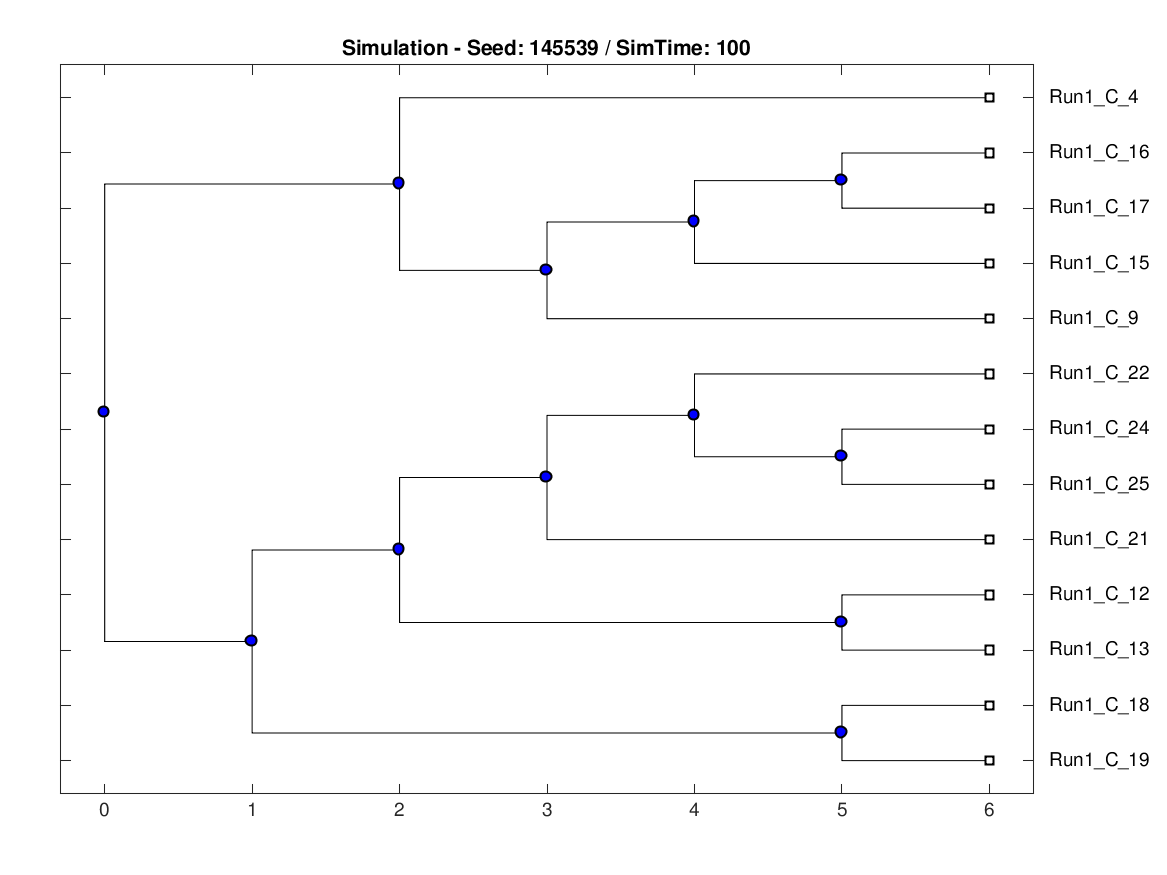 Simulation - Seed: 145539 / SimTime: 100
Run1_C_4
Run1_C_16
Run1_C_17
Run1_C_15
Run1_C_9
Run1_C_22
Run1_C_24
Run1_C_25
Run1_C_21
Run1_C_12
Run1_C_13
Run1_C_18
Run1_C_19
0 1 2 3 4 5 6